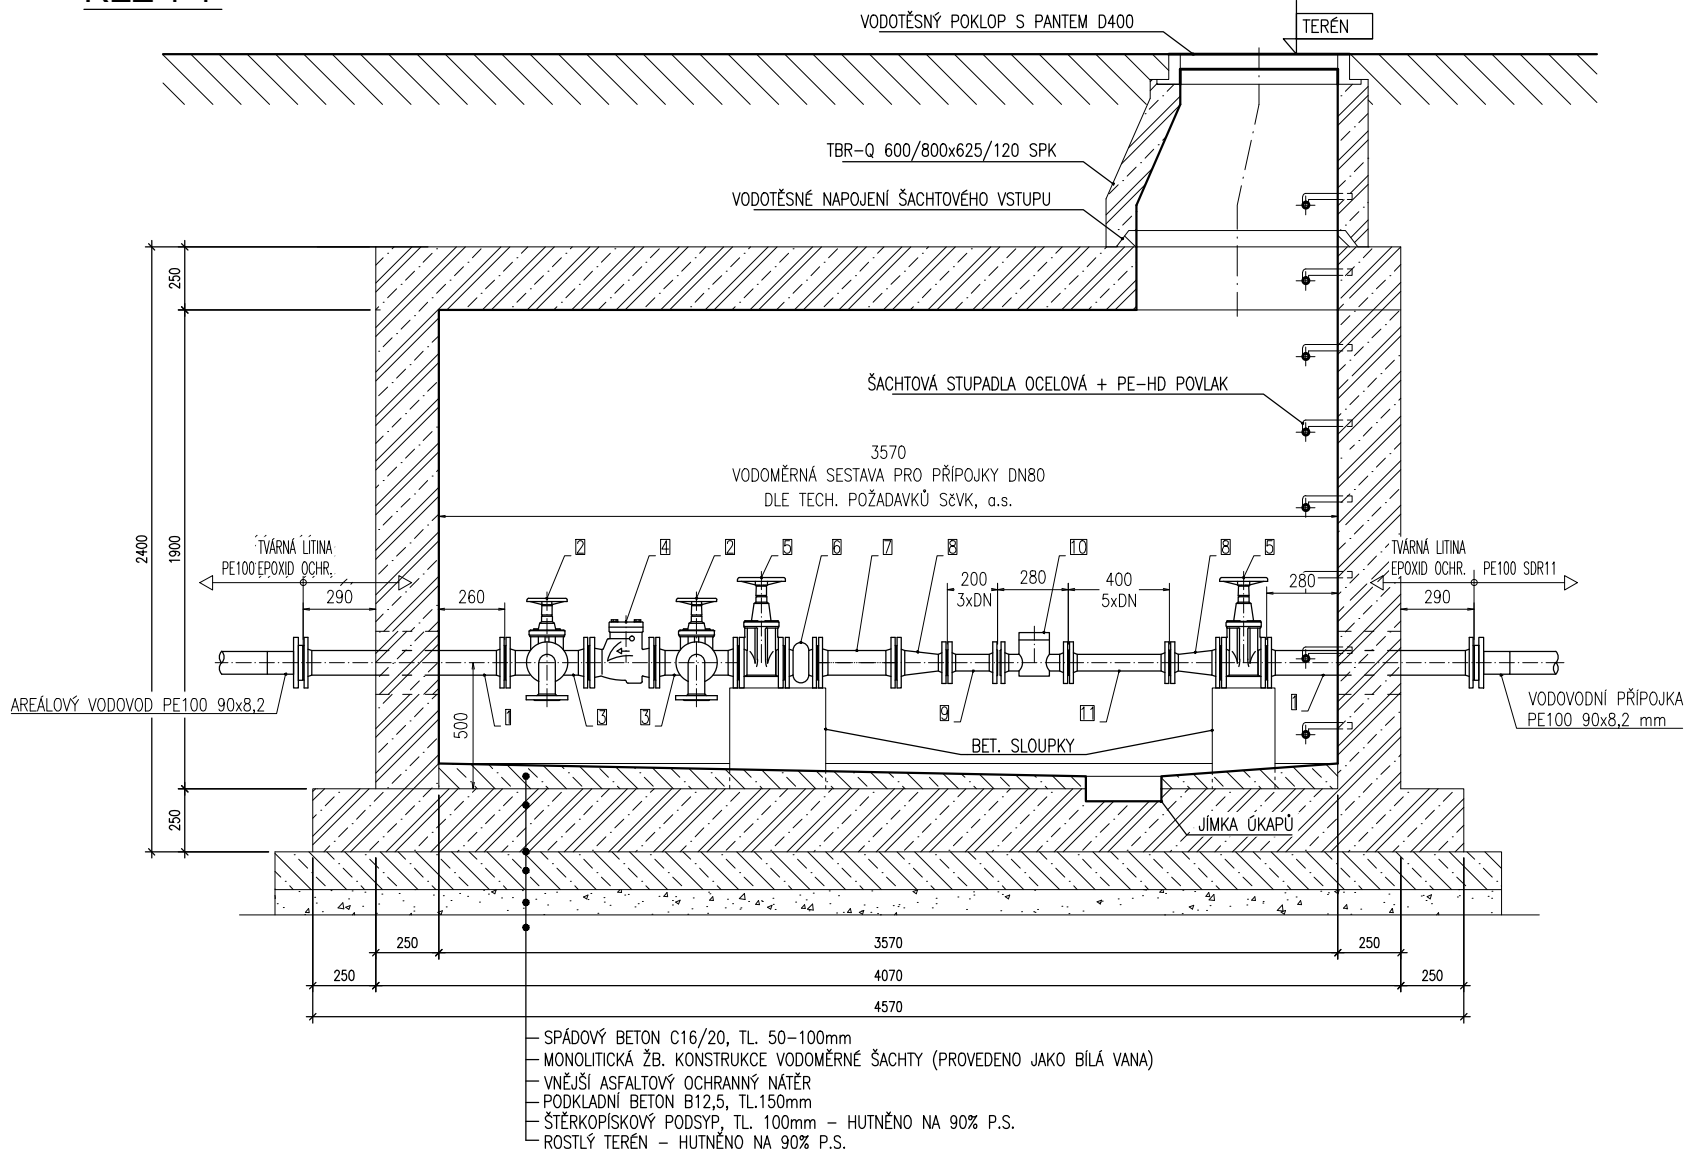 VODOTĚSNÝ POKLOP S PANTEM D400
TERÉN
TBR-Q 600/800x625/120 SPK
VODOTĚSNÉ NAPOJENÍ ŠACHTOVÉHO VSTUPU
250
2400
1900
250
ŠACHTOVÁ STUPADLA OCELOVÁ + PE-HD POVLAK
3570
VODOMĚRNÁ SESTAVA PRO PŘÍPOJKY DN80
DLE TECH. POŽADAVKŮ SčVK, a.s.
TVÁRNÁ LITINA
PE100 EPOXID OCHR.
290
260
2
4
2
5
6
7
8
10
8
5
200
3xDN
280
400
5xDN
280
TVÁRNÁ LITINA
EPOXID OCHR. PE100 SDR11
290
AREÁLOVÝ VODOVOD PE100 90x8,2
1
3
3
9
11
1
VODOVODNÍ PŘÍPOJKA
PE100 90x8,2 mm
500
BET. SLOUPKY
JÍMKA ÚKAPŮ
250 3570 250
250 4070 250
4570
SPÁDOVÝ BETON C16/20, TL. 50-100mm
MONOLITICKÁ ŽB. KONSTRUKCE VODOMĚRNÉ ŠACHTY (PROVEDENO JAKO BÍLÁ VANA)
VNĚJŠÍ ASFALTOVÝ OCHRANNÝ NÁTĚR
PODKLADNÍ BETON B12,5, TL.150mm
ŠTĚRKOPÍSKOVÝ PODSYP, TL. 100mm - HUTNĚNO NA 90% P.S.
ROSTLÝ TERÉN - HUTNĚNO NA 90% P.S.